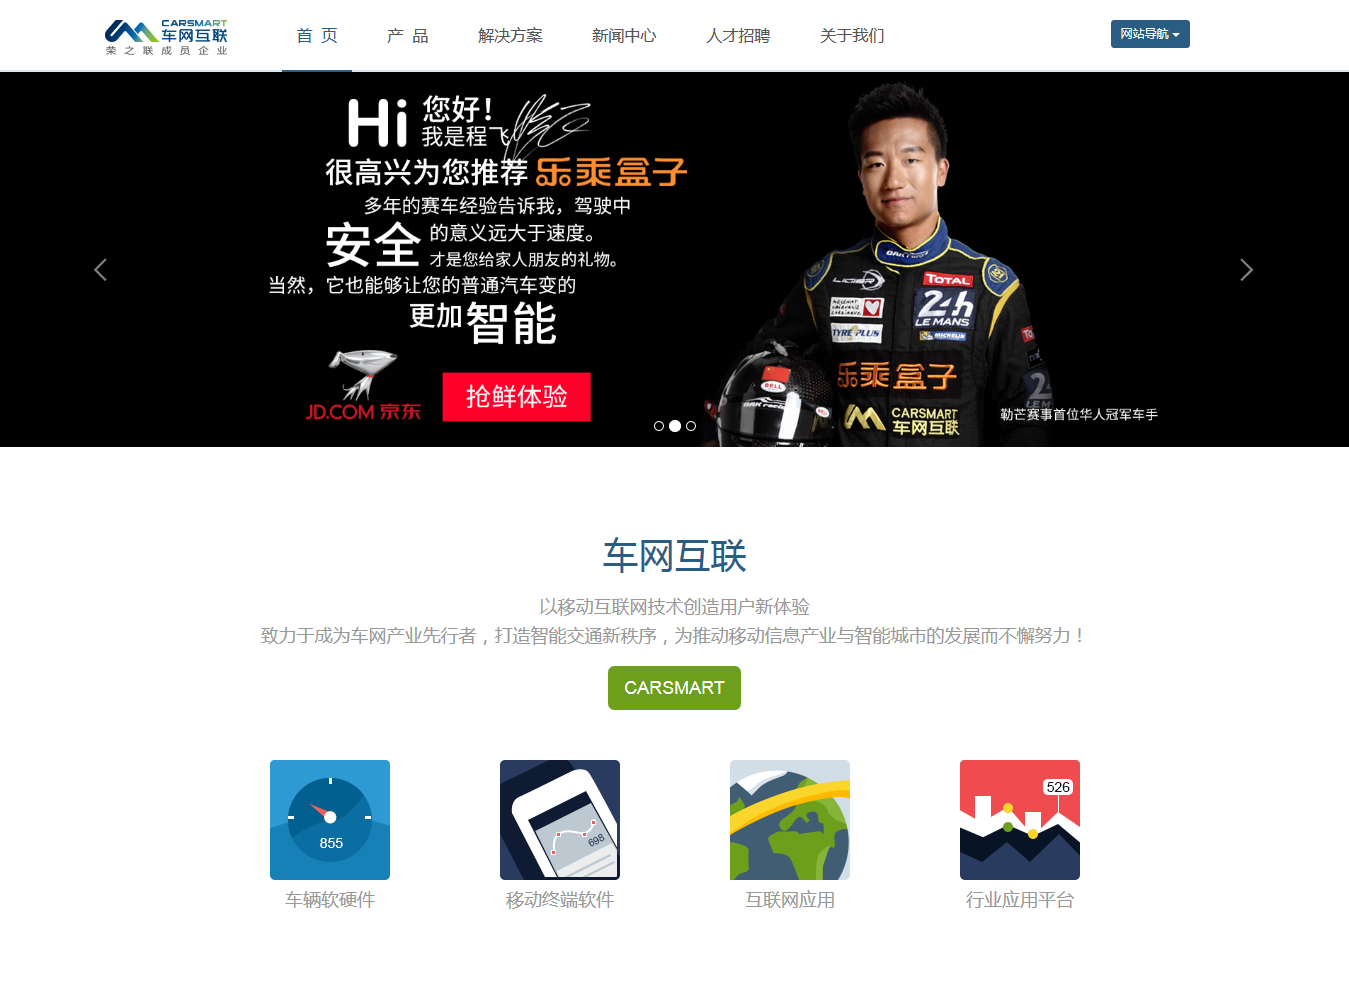 CARSMART
车网互联
荣之联成员企业
首 页
产 品
解决方案
新闻中心
人才招聘
关于我们
网站导航
Hi 您好!
我是程飞
很高兴为您推荐 乐乘盒子
多年的赛车经验告诉我，驾驶中
安全 的意义远大于速度。
才是您给家人朋友的礼物。
当然，它也能够让您的普通汽车变的
更加智能
JD.COM 京东
抢鲜体验
OAK RACING
LIGIER
TOTAL
24h
LE MANS
TYREPLUS
MICHELIN
乐乘盒子
CARSMART
车网互联
BELL
OAK racing
Hi
勒芒赛事首位华人冠军车手
车网互联
以移动互联网技术创造用户新体验
致力于成为车网产业先行者，打造智能交通新秩序，为推动移动信息产业与智能城市的发展而不懈努力！
CARSMART
855
698
526
车辆软硬件
移动终端软件
互联网应用
行业应用平台